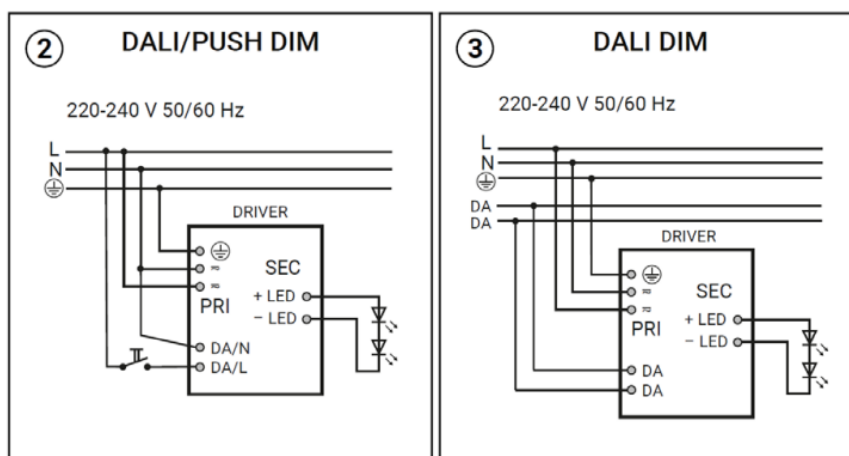 2 DALI/PUSH DIM
220-240 V 50/60 Hz
L
N
DRIVER
SEC
PRI
+ LED
– LED
DA/N
DA/L
3 DALI DIM
220-240 V 50/60 Hz
L
N
DA
DA
DRIVER
SEC
PRI
+ LED
– LED
DA
DA